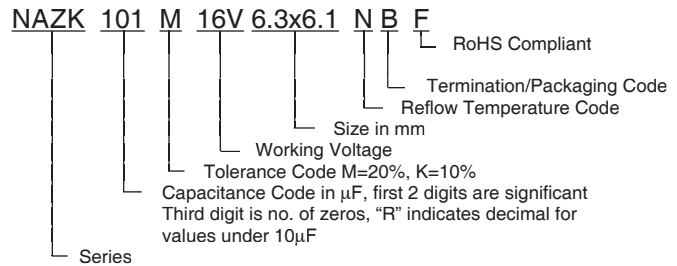 NAZK 101 M 16V 6.3x6.1 N B F
RoHS Compliant
Termination/Packaging Code
Reflow Temperature Code
Size in mm
Working Voltage
Tolerance Code M=20%, K=10%
Capacitance Code in μF, first 2 digits are significant
Third digit is no. of zeros, “R” indicates decimal for
values under 10μF
Series